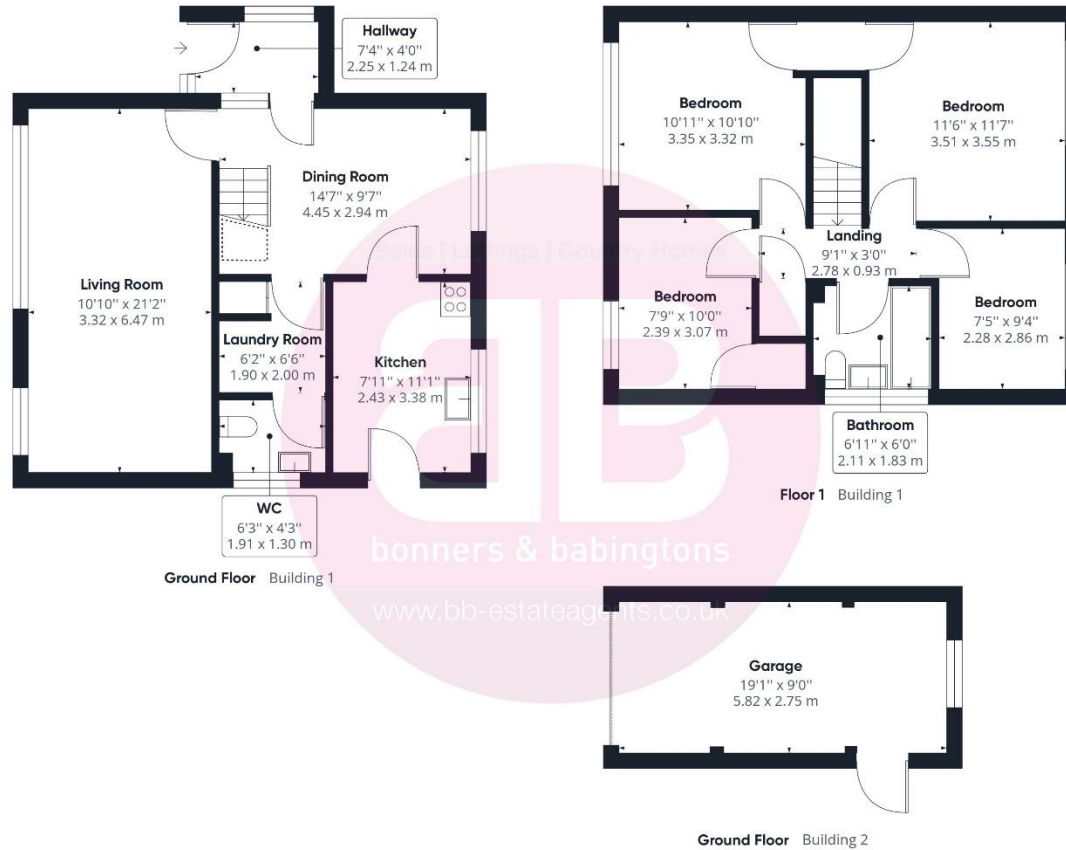 Hallway
7'4" x 4'0"
2.25 x 1.24 m
Dining Room
14'7" x 9'7"
4.45 x 2.94 m
Living Room
10'10" x 21'2"
3.32 x 6.47 m
Laundry Room
6'2" x 6'6"
1.90 x 2.00 m
Kitchen
7'11" x 11'1"
2.43 x 3.38 m
WC
6'3" x 4'3"
1.91 x 1.30 m
Ground Floor Building 1
Bedroom
10'11" x 10'10"
3.35 x 3.32 m
Bedroom
11'6" x 11'7"
3.51 x 3.55 m
Landing
9'1" x 3'0"
2.78 x 0.93 m
Bedroom
7'9" x 10'0"
2.39 x 3.07 m
Bedroom
7'5" x 9'4"
2.28 x 2.86 m
Bathroom
6'11" x 6'0"
2.11 x 1.83 m
Floor 1 Building 1
Sales | Lettings | Country Homes
bonners & babingtons
www.bb-estateagents.co.uk
Garage
19'1" x 9'0"
5.82 x 2.75 m
Ground Floor Building 2